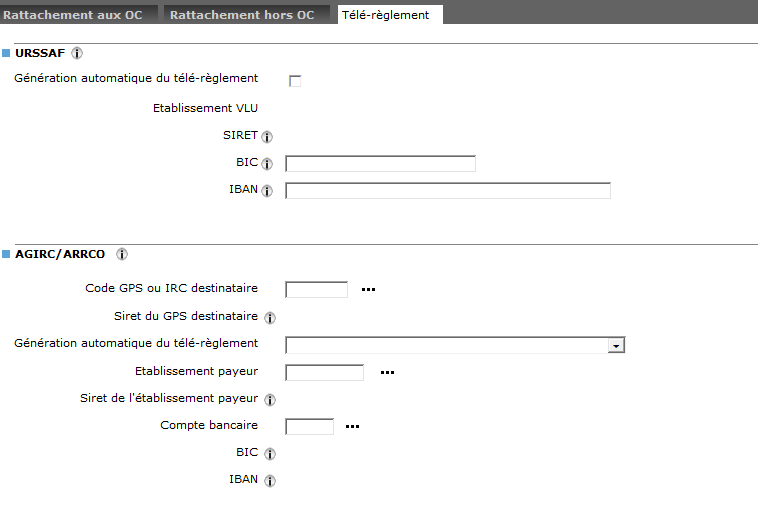 Rattachement aux OC
Rattachement hors OC
Télé-règlement
URSSAF
Génération automatique du télé-règlement
Etablissement VLU
SIRET
BIC
IBAN
AGIRC/ARRCO
Code GPS ou IRC destinataire
Siret du GPS destinataire
Génération automatique du télé-règlement
Etablissement payeur
Siret de l'établissement payeur
Compte bancaire
BIC
IBAN